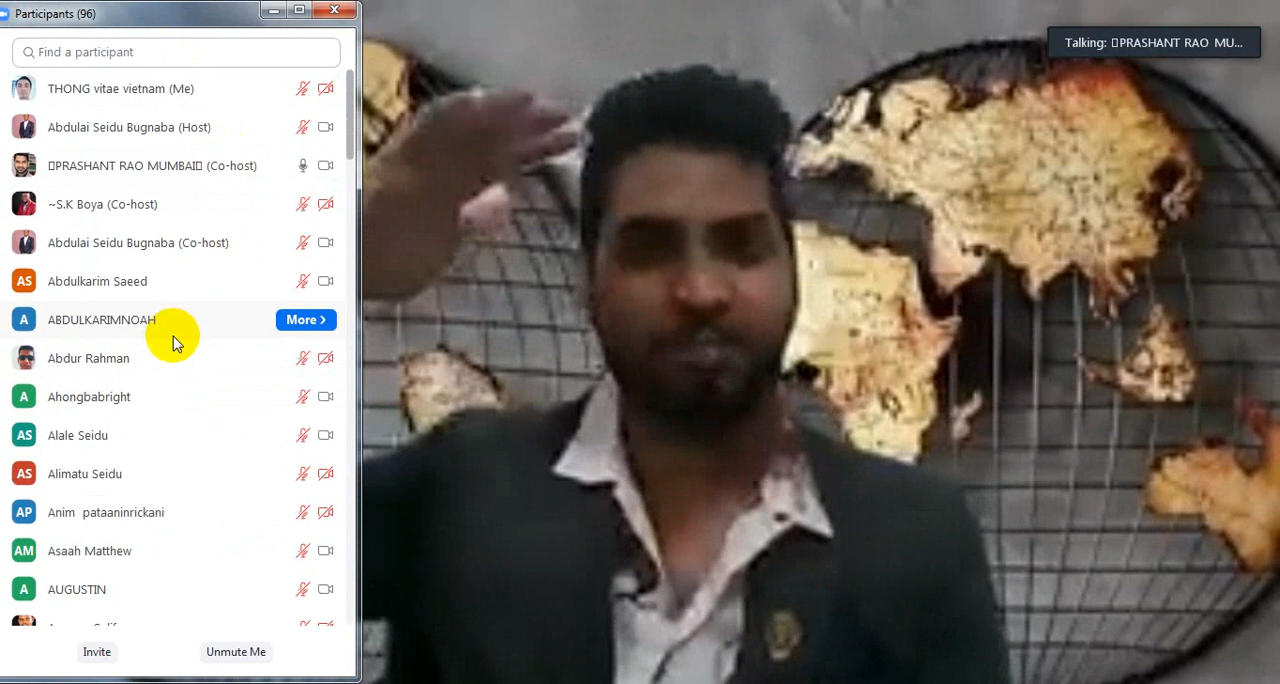 Participants (96)
Find a participant
THONG vitae vietnam (Me)
Abdulai Seidu Bugnaba (Host)
▯PRASHANT RAO MUMBAI▯ (Co-host)
~S.K Boya (Co-host)
Abdulai Seidu Bugnaba (Co-host)
AS Abdulkarim Saeed
A ABDULKARIMNOAH More >
Abdur Rahman
A Ahongbabright
AS Alale Seidu
AS Alimatu Seidu
AP Anim pataaninrickani
AM Asaah Matthew
A AUGUSTIN
Invite Unmute Me
Talking: ▯PRASHANT RAO MU...